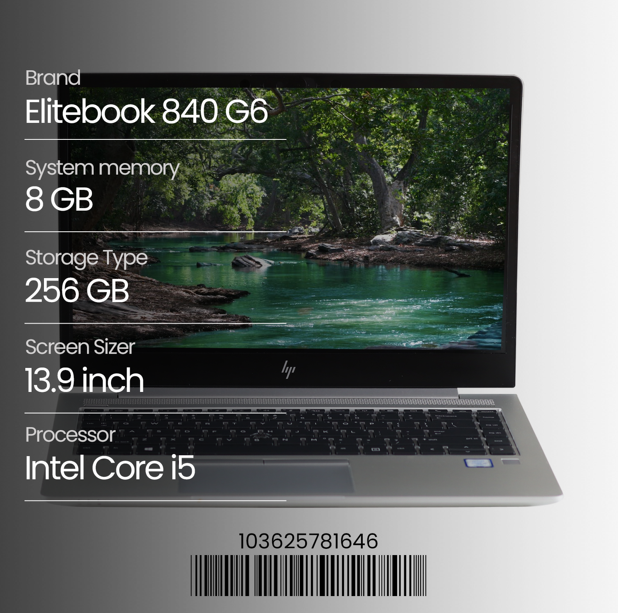 Brand
Elitebook 840 G6
System memory
8 GB
Storage Type
256 GB
Screen Sizer
13.9 inch
hp
Processor
Intel Core i5
103625781646